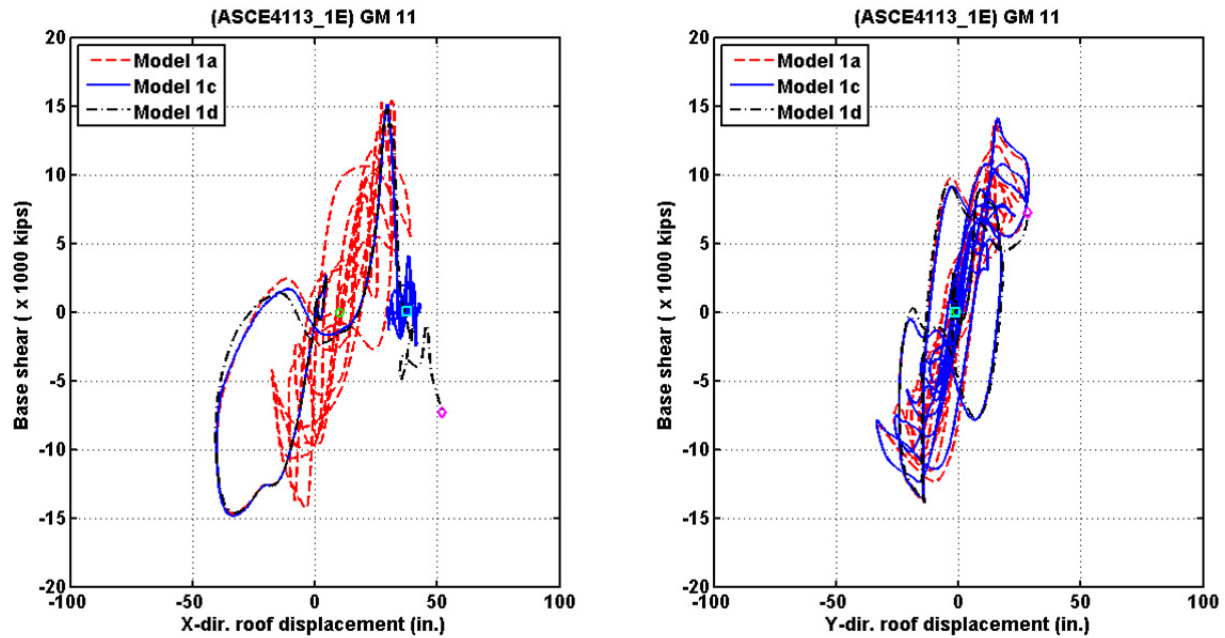 (ASCE4113_1E) GM 11
Model 1a
Model 1c
Model 1d
Base shear ( x 1000 kips)
20
15
10
5
0
-5
-10
-15
-20
-100
-50
0
50
100
X-dir. roof displacement (in.)
(ASCE4113_1E) GM 11
Model 1a
Model 1c
Model 1d
Base shear ( x 1000 kips)
20
15
10
5
0
-5
-10
-15
-20
-100
-50
0
50
100
Y-dir. roof displacement (in.)